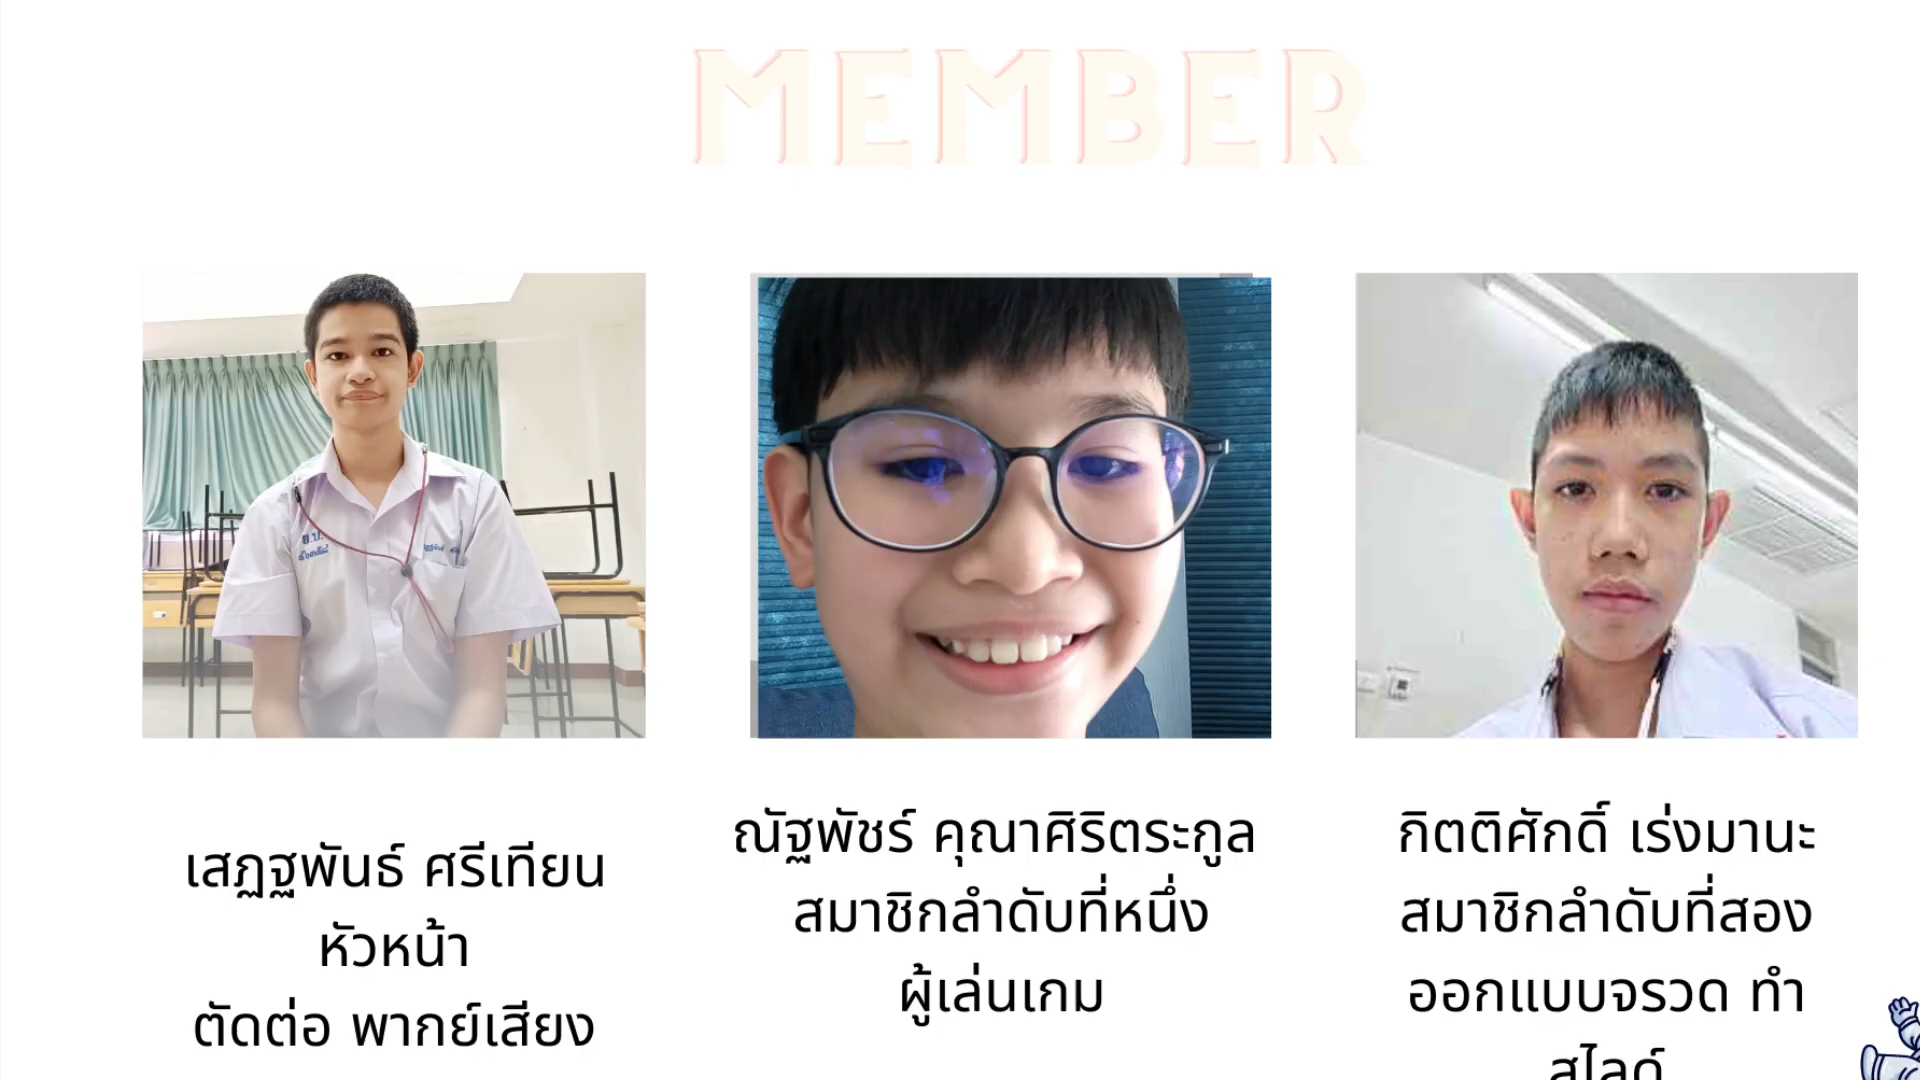 MEMBER
เสฏฐพันธ์ ศรีเทียน
หัวหน้า
ตัดต่อ พากย์เสียง
ณัฐพัชร์ คุณาศิริตระกูล
สมาชิกลำดับที่หนึ่ง
ผู้เล่นเกม
กิตติศักดิ์ เร่งมานะ
สมาชิกลำดับที่สอง
ออกแบบจรวด ทำ
สไลด์